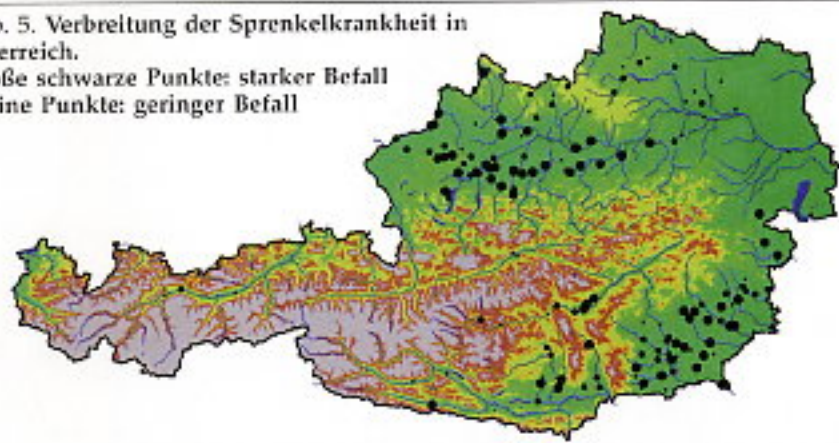 . 5. Verbreitung der Sprenkelkrankheit in
erreich.
ße schwarze Punkte: starker Befall
ine Punkte: geringer Befall